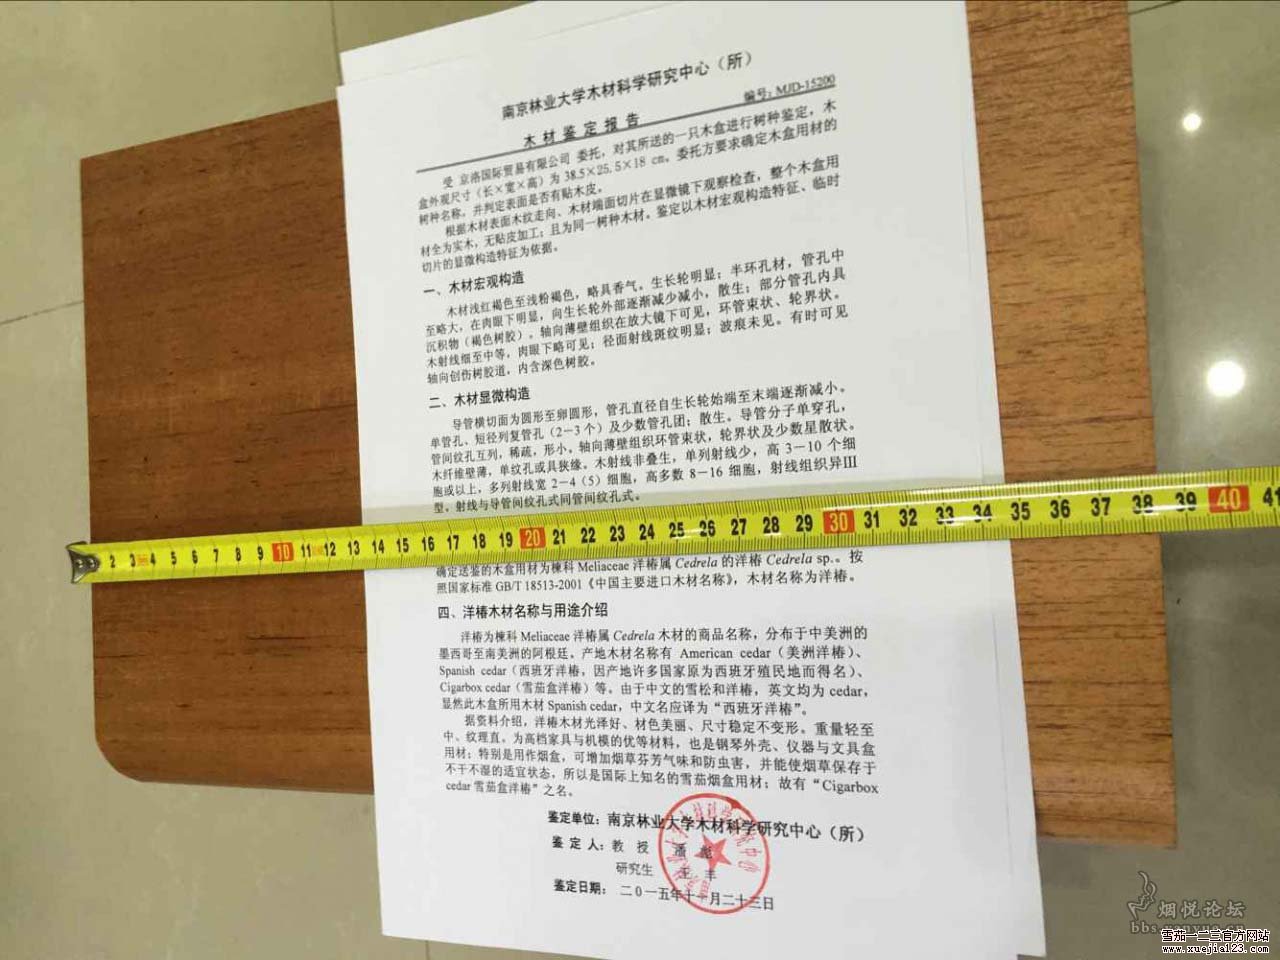 南京林业大学木材科学研究中心（所）
木 材 鉴 定 报 告
编号：MJD-15200
受 京洛国际贸易有限公司 委托，对其所送的一只木盒进行树种鉴定，木
盒外观尺寸（长×宽×高）为 38.5×25.5×18 cm。委托方要求确定木盒用材的
树种名称。并判定表面是否有贴木皮。
根据木材表面木纹走向、木材端面切片在显微镜下观察检查，整个木盒用
材全为实木，无贴皮加工；且为同一树种木材。鉴定以木材宏观构造特征、临时
切片的显微构造特征为依据。
一、木材宏观构造
木材浅红褐色至浅粉褐色，略具香气。生长轮明显；半环孔材，管孔中
至略大，在肉眼下明显，向生长轮外部逐渐减少减小，散生；部分管孔内具
沉积物（褐色树胶）。轴向薄壁组织在放大镜下可见，环管束状、轮界状。
木射线细至中等，肉眼下略可见；径面射线斑纹明显；波痕未见。有时可见
轴向创伤树胶道，内含深色树胶。
二、木材显微构造
导管横切面为圆形至卵圆形，管孔直径自生长轮始端至末端逐渐减小。
单管孔、短径列复管孔（2－3个）及少数管孔团；散生。导管分子单穿孔，
管间纹孔互列，稀疏，形小。轴向薄壁组织环管束状，轮界状及少数星散状。
木纤维壁薄，单纹孔或具狭缘。木射线非叠生，单列射线少，高 3－10 个细
胞或以上，多列射线宽 2－4（5）细胞，高多数 8－16 细胞，射线组织异III
型。射线与导管间纹孔式同管间纹孔式。
2 3 4 5 6 7 8 9 10 11 12 13 14 15 16 17 18 19 20 21 22 23 24 25 26 27 28 29 30 31 32 33 34 35 36 37 38 39 40 41
确定送鉴的木盒用材为楝科 Meliaceae 洋椿属 Cedrela 的洋椿 Cedrela sp.。按
照国家标准 GB/T 18513-2001《中国主要进口木材名称》，木材名称为洋椿。
四、洋椿木材名称与用途介绍
洋椿为楝科 Meliaceae 洋椿属 Cedrela 木材的商品名称，分布于中美洲的
墨西哥至南美洲的阿根廷。产地木材名称有 American cedar（美洲洋椿）、
Spanish cedar（西班牙洋椿，因产地许多国家原为西班牙殖民地而得名）、
Cigarbox cedar（雪茄盒洋椿）等。由于中文的雪松和洋椿，英文均为 cedar，
显然此木盒所用木材 Spanish cedar，中文名应译为“西班牙洋椿”。
据资料介绍，洋椿木材光泽好、材色美丽、尺寸稳定不变形。重量轻至
中、纹理直。为高档家具与机模的优等材料，也是钢琴外壳、仪器与文具盒
用材；特别是用作烟盒，可增加烟草芬芳气味和防虫害，并能使烟草保存于
不干不湿的适宜状态，所以是国际上知名的雪茄烟盒用材；故有“Cigarbox
cedar 雪茄盒洋椿”之名。
鉴定单位：南京林业大学木材科学研究中心（所）
鉴 定 人：教 授 潘 彪
研究生 王 丰
鉴定日期：二0一五年十一月二十三日
烟悦论坛
雪茄一二三官方网站
www.xuejia123.com